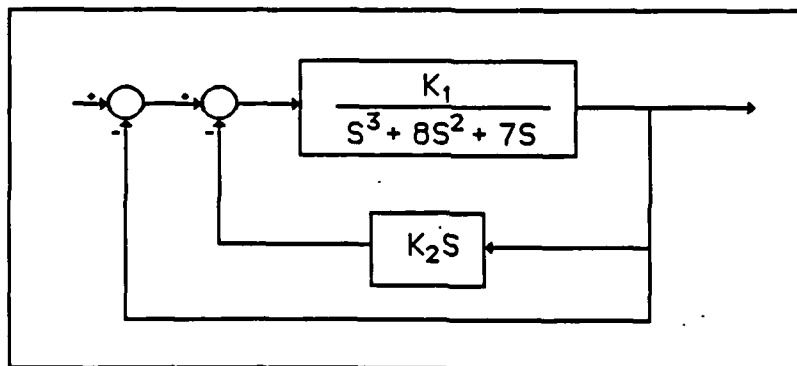 K₁
S³ + 8S² + 7S
+
-
+
-
K₂S